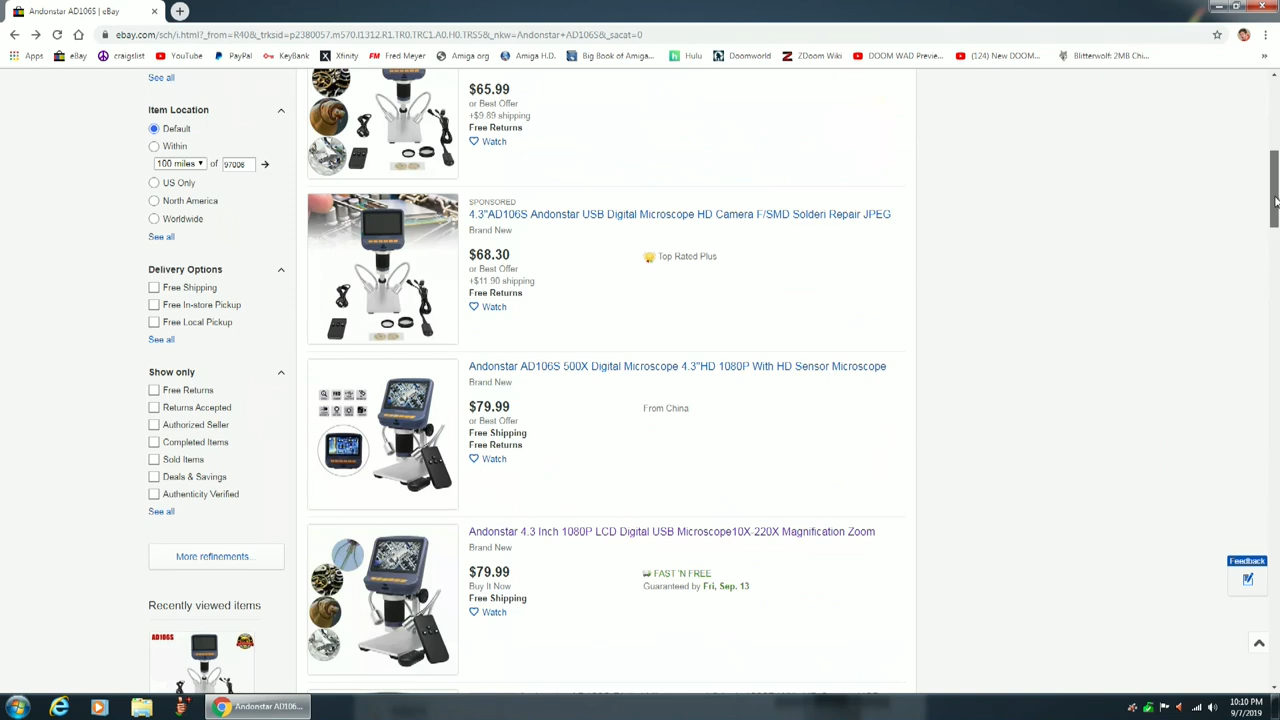 Andonstar AD106S | eBay
ebay.com/sch/i.html?_from=R40&_trksid=p2380057.m570.l1312.R1.TR0.TRC1.A0.H0.TRS5&_nkw=Andonstar+AD106S&_sacat=0
Apps eBay craigslist YouTube PayPal KeyBank Xfinity FM Fred Meyer Amiga org Amiga H.D. Big Book of Amiga... Hulu Doomworld ZDoom Wiki DOOM WAD Previe... (124) New DOOM... Blitterwolf: 2MB Chi...
See all
Item Location
Default
Within
100 miles of 97006
US Only
North America
Worldwide
See all
Delivery Options
Free Shipping
Free In-store Pickup
Free Local Pickup
See all
Show only
Free Returns
Returns Accepted
Authorized Seller
Completed Items
Sold Items
Deals & Savings
Authenticity Verified
See all
More refinements...
Recently viewed items
AD106S
$65.99
or Best Offer
+$9.89 shipping
Free Returns
Watch
SPONSORED
4.3"AD106S Andonstar USB Digital Microscope HD Camera F/SMD Solderi Repair JPEG
Brand New
$68.30
or Best Offer
+$11.90 shipping
Free Returns
Watch
Top Rated Plus
Andonstar AD106S 500X Digital Microscope 4.3"HD 1080P With HD Sensor Microscope
Brand New
$79.99
or Best Offer
Free Shipping
Free Returns
Watch
From China
Andonstar 4.3 Inch 1080P LCD Digital USB Microscope10X-220X Magnification Zoom
Brand New
$79.99
Buy It Now
Free Shipping
Watch
FAST 'N FREE
Guaranteed by Fri, Sep. 13
Feedback
Andonstar AD106...
10:10 PM
9/7/2019